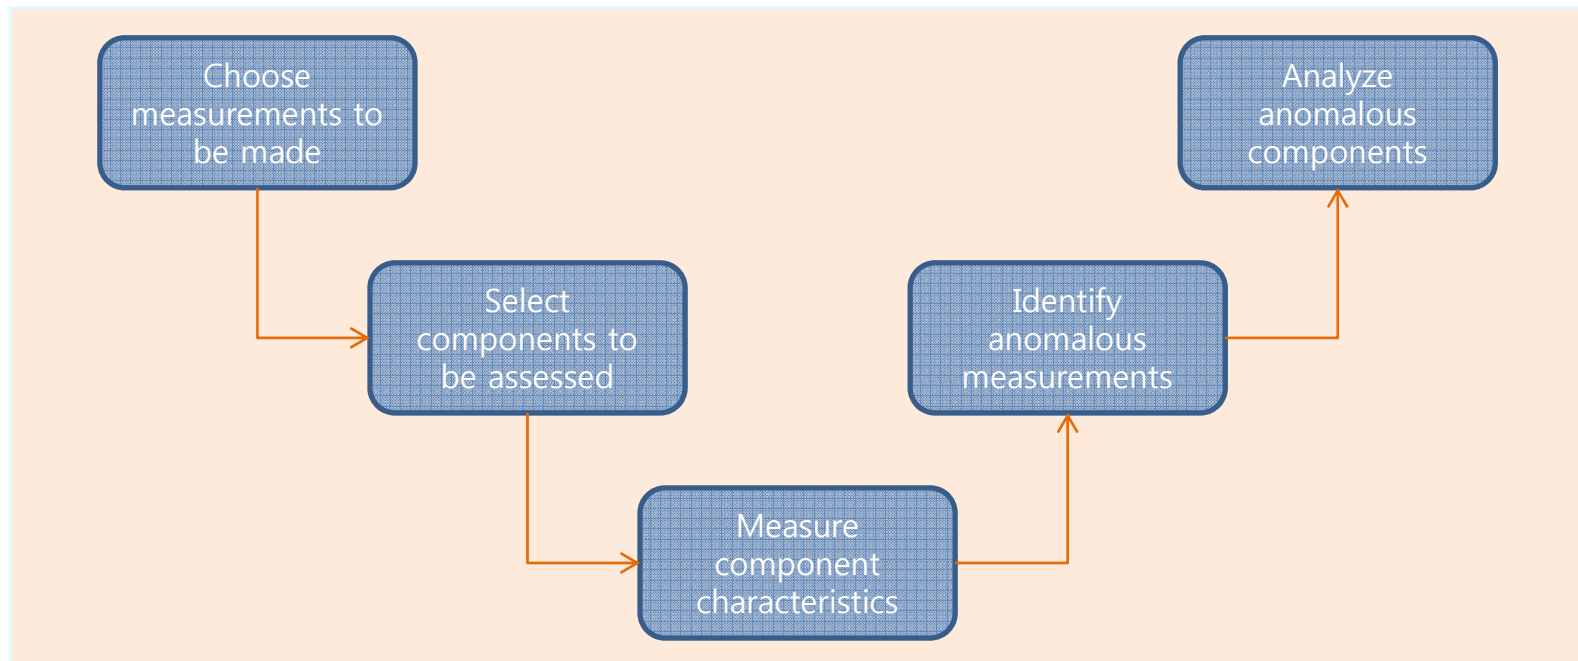 Choose
measurements to
be made
Select
components to
be assessed
Measure
component
characteristics
Identify
anomalous
measurements
Analyze
anomalous
components